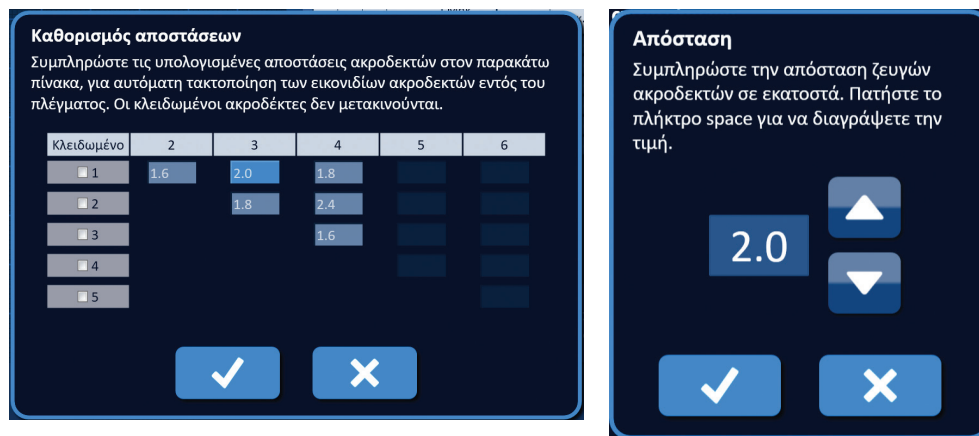 Καθορισμός αποστάσεων
Συμπληρώστε τις υπολογισμένες αποστάσεις ακροδεκτών στον παρακάτω
πίνακα, για αυτόματη τακτοποίηση των εικονιδίων ακροδεκτών εντός του
πλέγματος. Οι κλειδωμένοι ακροδέκτες δεν μετακινούνται.
Κλειδωμένο 2 3 4 5 6
1 1.6 2.0 1.8
2 1.8 2.4
3 1.6
4
5
Απόσταση
Συμπληρώστε την απόσταση ζευγών
ακροδεκτών σε εκατοστά. Πατήστε το
πλήκτρο space για να διαγράψετε την
τιμή.
2.0